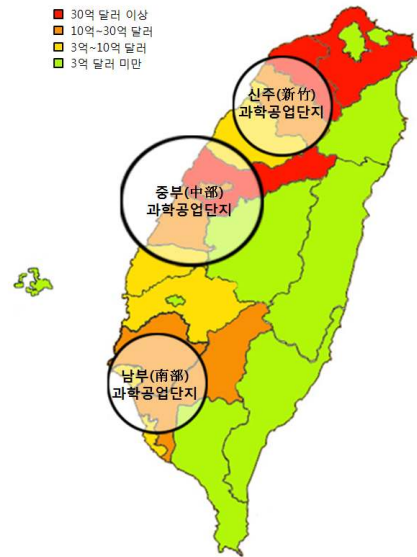 30억 달러 이상
10억~30억 달러
3억~10억 달러
3억 달러 미만
신주(新竹)
과학공업단지
중부(中部)
과학공업단지
남부(南部)
과학공업단지